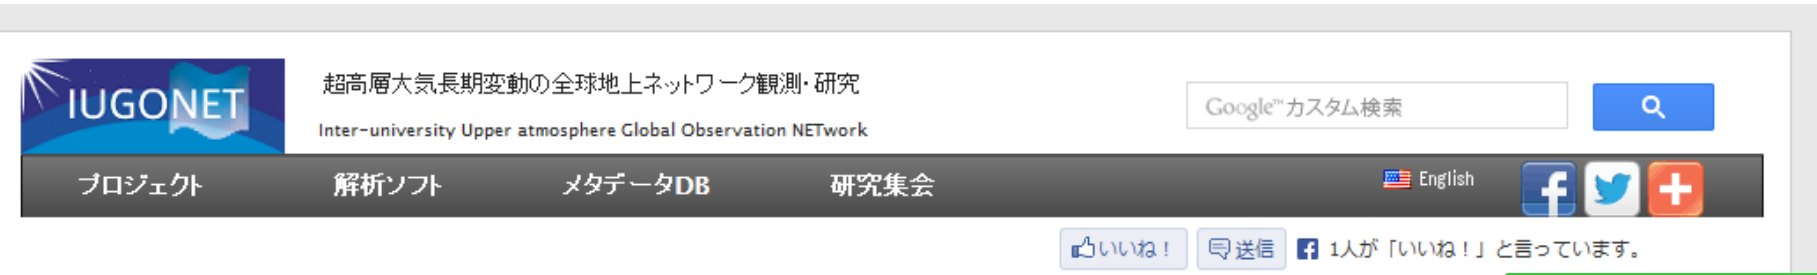 IUGONET
超高層大気長期変動の全球地上ネットワーク観測・研究
Inter-university Upper atmosphere Global Observation NETwork
Google™カスタム検索
プロジェクト 解析ソフト メタデータDB 研究集会 English
いいね！ 送信 1人が「いいね！」と言っています。